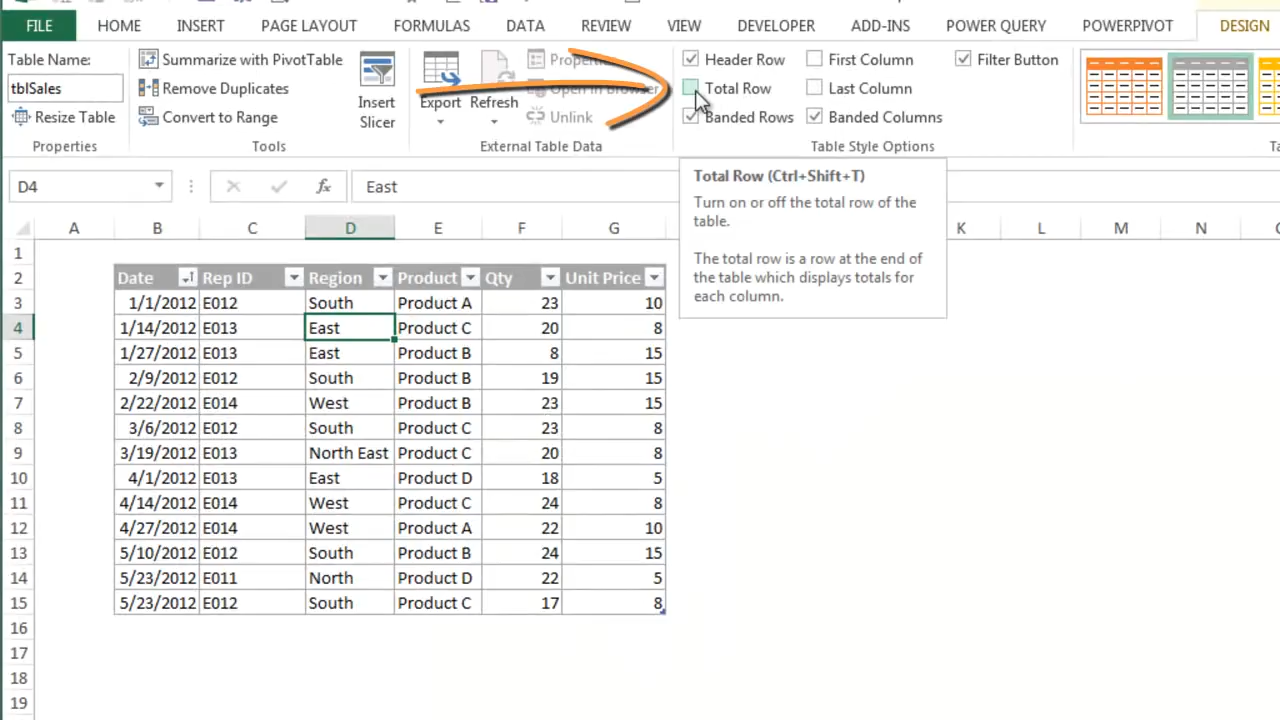 FILE HOME INSERT PAGE LAYOUT FORMULAS DATA REVIEW VIEW DEVELOPER ADD-INS POWER QUERY POWERPIVOT DESIGN
Table Name: Summarize with PivotTable Header Row First Column Filter Button
tblSales Remove Duplicates Open in Browser Total Row Last Column
Insert Slicer Export Refresh
Resize Table Convert to Range Unlink Banded Rows Banded Columns
Properties Tools External Table Data Table Style Options
D4 fx East
Total Row (Ctrl+Shift+T)
Turn on or off the total row of the
table.
The total row is a row at the end of
the table which displays totals for
each column.
A B C D E F G K L M N
1
2 Date Rep ID Region Product Qty Unit Price
3 1/1/2012 E012 South Product A 23 10
4 1/14/2012 E013 East Product C 20 8
5 1/27/2012 E013 East Product B 8 15
6 2/9/2012 E012 South Product B 19 15
7 2/22/2012 E014 West Product B 23 15
8 3/6/2012 E012 South Product C 23 8
9 3/19/2012 E013 North East Product C 20 8
10 4/1/2012 E013 East Product D 18 5
11 4/14/2012 E014 West Product C 24 8
12 4/27/2012 E014 West Product A 22 10
13 5/10/2012 E012 South Product B 24 15
14 5/23/2012 E011 North Product D 22 5
15 5/23/2012 E012 South Product C 17 8
16
17
18
19